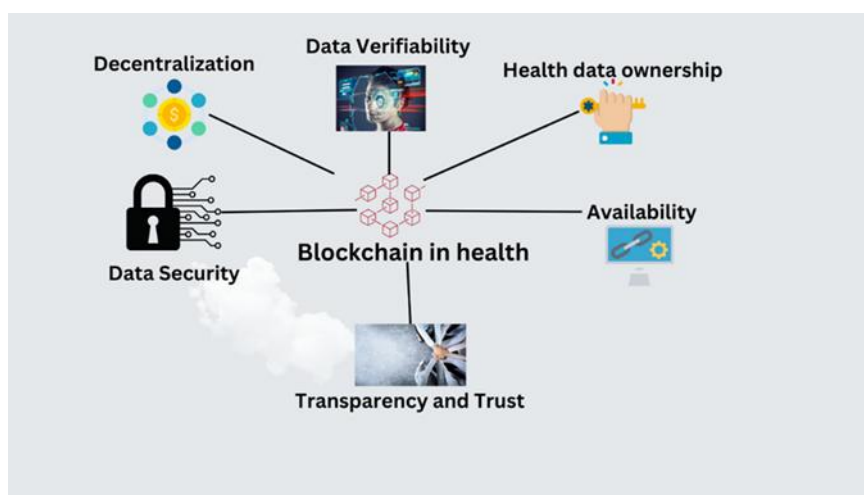 Data Verifiability
Decentralization
Health data ownership
Availability
Blockchain in health
Data Security
Transparency and Trust